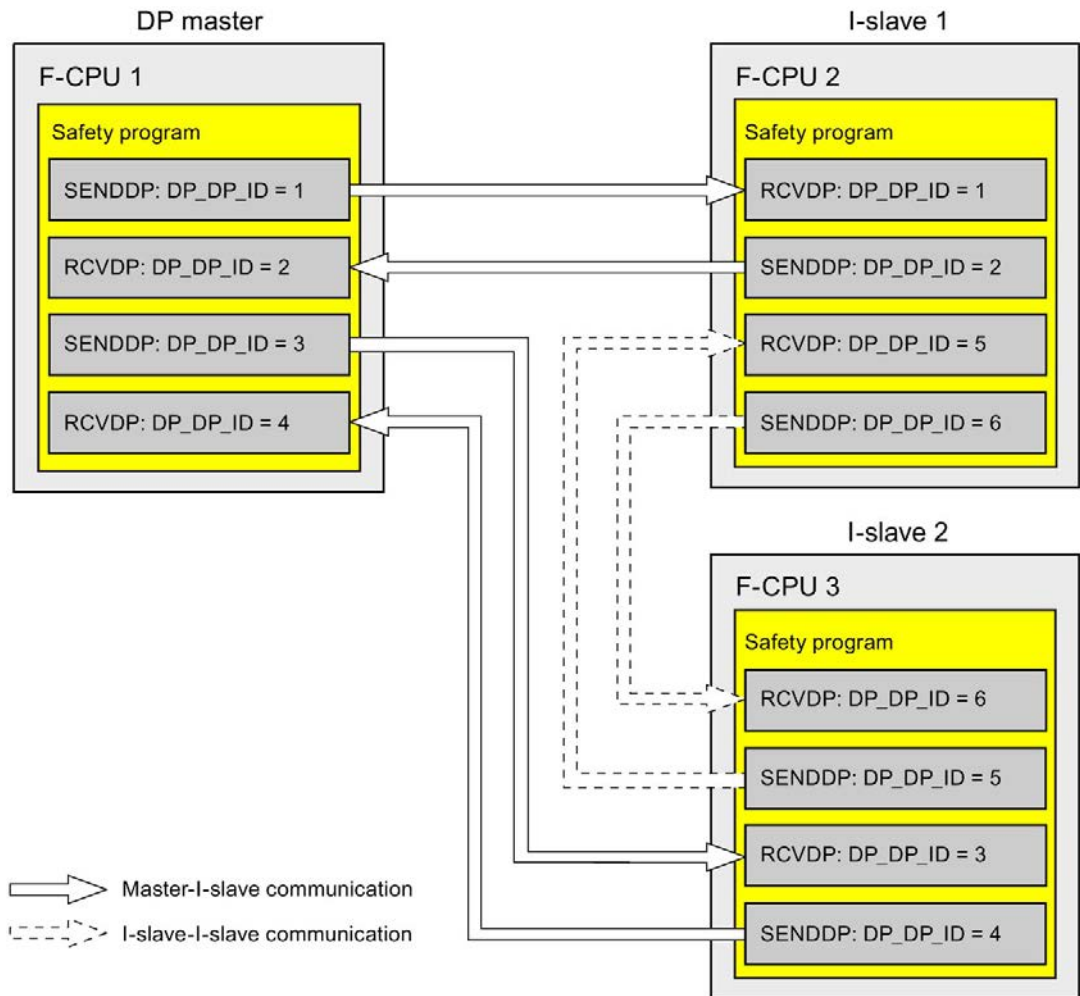 DP master
F-CPU 1
Safety program
SENDDP: DP_DP_ID = 1
RCVDP: DP_DP_ID = 2
SENDDP: DP_DP_ID = 3
RCVDP: DP_DP_ID = 4
I-slave 1
F-CPU 2
Safety program
RCVDP: DP_DP_ID = 1
SENDDP: DP_DP_ID = 2
RCVDP: DP_DP_ID = 5
SENDDP: DP_DP_ID = 6
I-slave 2
F-CPU 3
Safety program
RCVDP: DP_DP_ID = 6
SENDDP: DP_DP_ID = 5
RCVDP: DP_DP_ID = 3
SENDDP: DP_DP_ID = 4
Master-I-slave communication
I-slave-I-slave communication